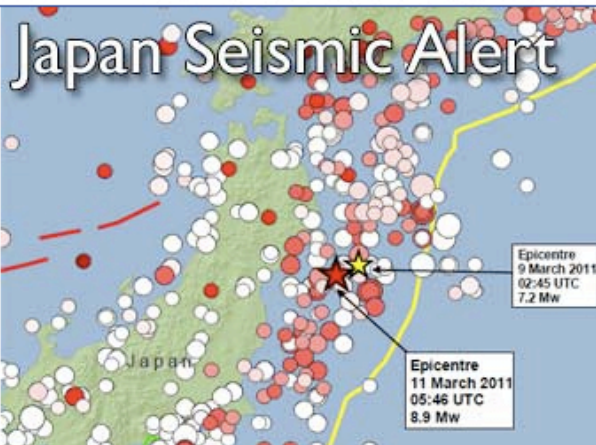 Japan Seismic Alert
Epicentre
9 March 2011
02:45 UTC
7.2 Mw
Japan
Epicentre
11 March 2011
05:46 UTC
8.9 Mw